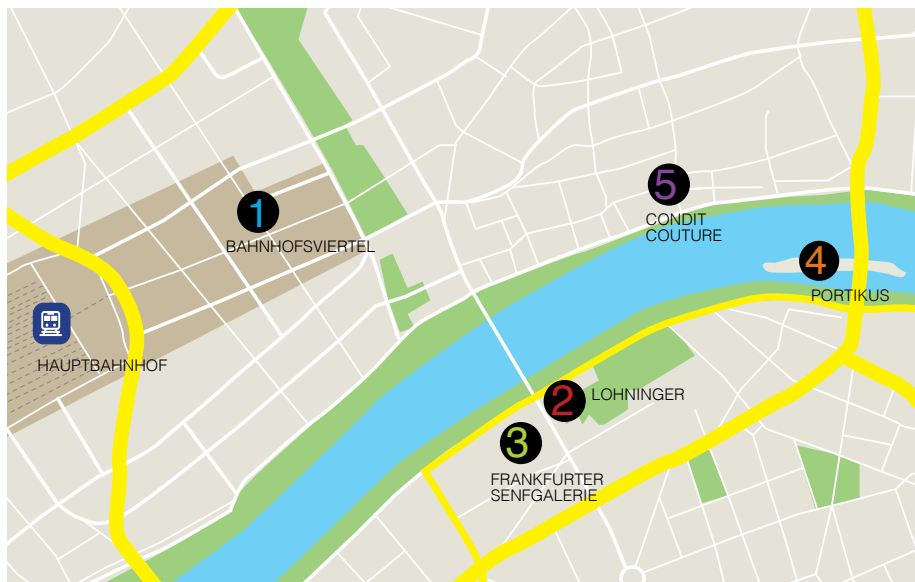 1
BAHNHOFSVIERTEL
HAUPTBAHNHOF
5
CONDIT
COUTURE
4
PORTIKUS
2
LOHNINGER
3
FRANKFURTER
SENFGALERIE